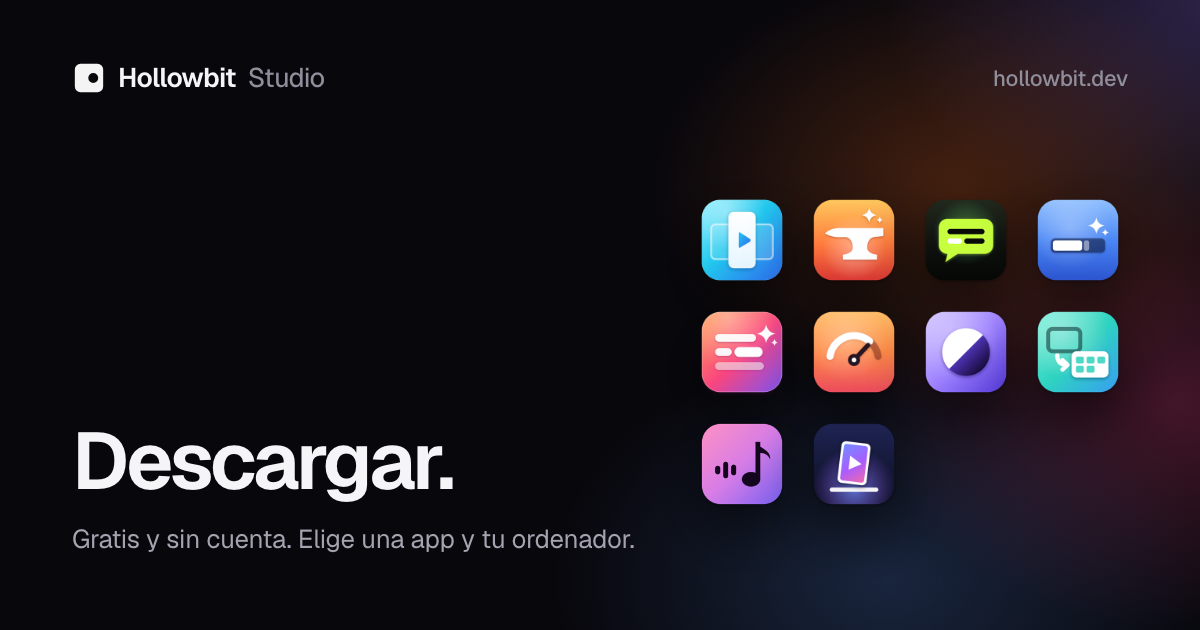 Hollowbit Studio
hollowbit.dev
Descargar.
Gratis y sin cuenta. Elige una app y tu ordenador.